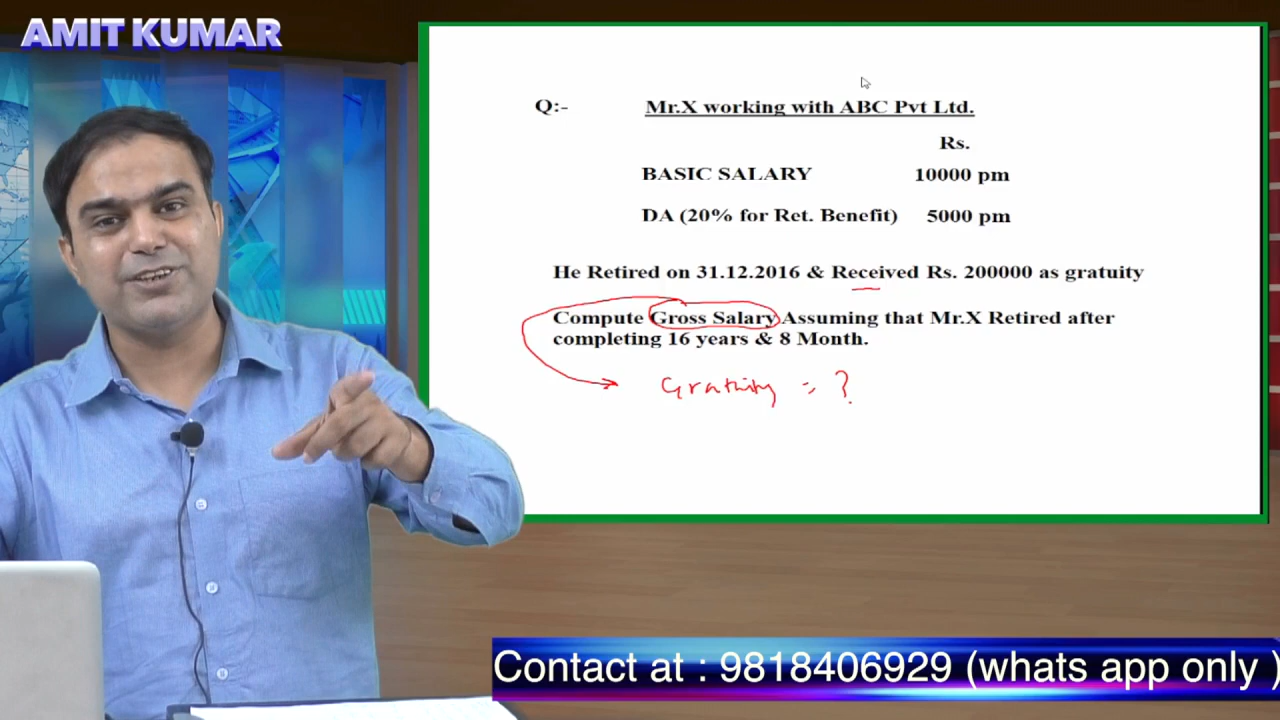 AMIT KUMAR
Q:- Mr.X working with ABC Pvt Ltd.
Rs.
BASIC SALARY 10000 pm
DA (20% for Ret. Benefit) 5000 pm
He Retired on 31.12.2016 & Received Rs. 200000 as gratuity
Compute Gross Salary Assuming that Mr.X Retired after
completing 16 years & 8 Month.
Gratuity = ?
Contact at : 9818406929 (whats app only )